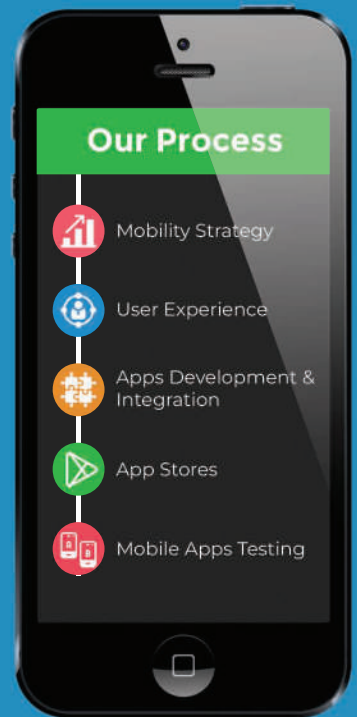 Our Process
Mobility Strategy
User Experience
Apps Development &
Integration
App Stores
Mobile Apps Testing